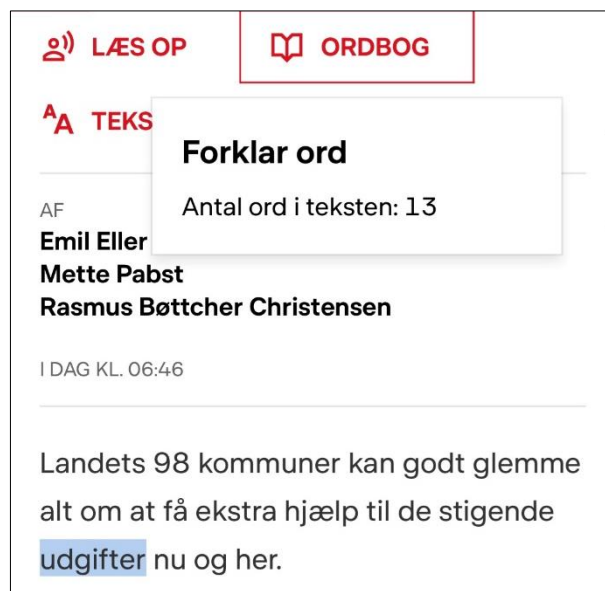 LÆS OP
ORDBOG
AA TEKS
Forklar ord
Antal ord i teksten: 13
AF
Emil Eller
Mette Pabst
Rasmus Bøttcher Christensen
I DAG KL. 06:46
Landets 98 kommuner kan godt glemme
alt om at få ekstra hjælp til de stigende
udgifter nu og her.